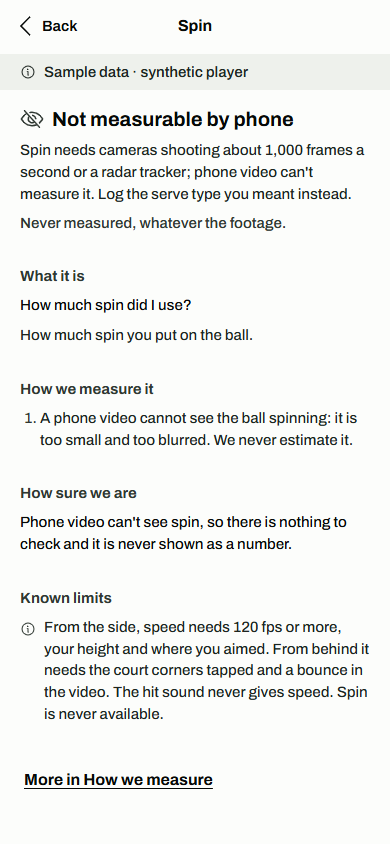 Back
Spin
Sample data · synthetic player
Not measurable by phone
Spin needs cameras shooting about 1,000 frames a
second or a radar tracker; phone video can't
measure it. Log the serve type you meant instead.
Never measured, whatever the footage.
What it is
How much spin did I use?
How much spin you put on the ball.
How we measure it
1. A phone video cannot see the ball spinning: it is
too small and too blurred. We never estimate it.
How sure we are
Phone video can't see spin, so there is nothing to
check and it is never shown as a number.
Known limits
From the side, speed needs 120 fps or more,
your height and where you aimed. From behind it
needs the court corners tapped and a bounce in
the video. The hit sound never gives speed. Spin
is never available.
More in How we measure